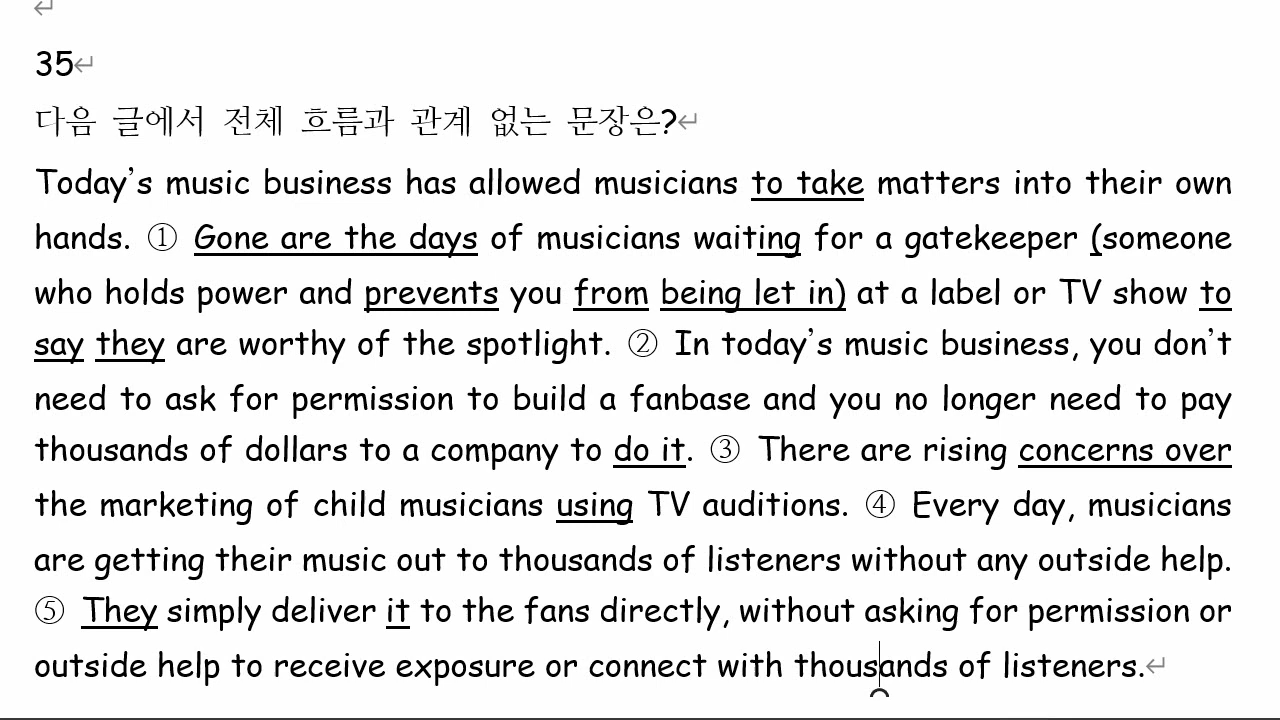 35
다음 글에서 전체 흐름과 관계 없는 문장은?
Today’s music business has allowed musicians to take matters into their own
hands. ① Gone are the days of musicians waiting for a gatekeeper (someone
who holds power and prevents you from being let in) at a label or TV show to
say they are worthy of the spotlight. ② In today’s music business, you don’t
need to ask for permission to build a fanbase and you no longer need to pay
thousands of dollars to a company to do it. ③ There are rising concerns over
the marketing of child musicians using TV auditions. ④ Every day, musicians
are getting their music out to thousands of listeners without any outside help.
⑤ They simply deliver it to the fans directly, without asking for permission or
outside help to receive exposure or connect with thousands of listeners.